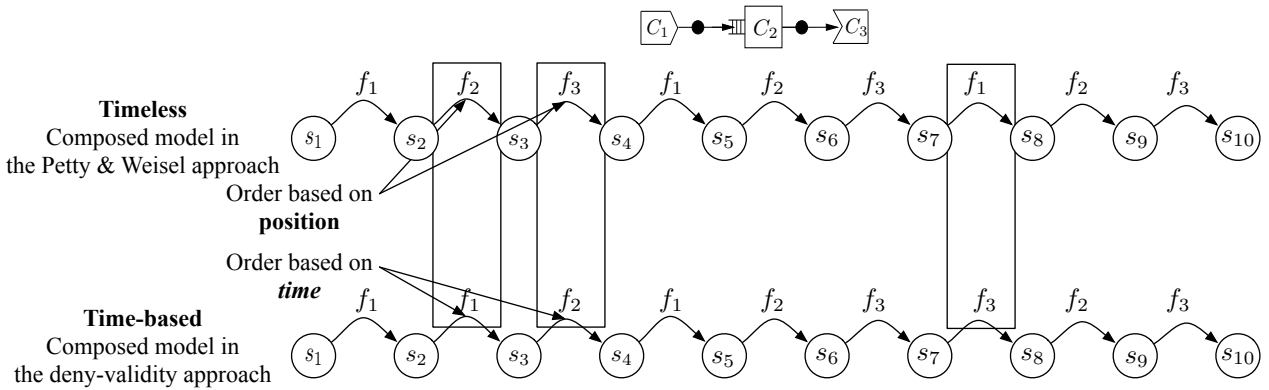 C1 C2 C3
f1 f2 f3 f1 f2 f3 f1 f2 f3
Timeless
Composed model in
the Petty & Weisel approach
s1 s2 s3 s4 s5 s6 s7 s8 s9 s10
Order based on
position
Order based on
time
f1 f1 f2 f1 f2 f3 f3 f2 f3
Time-based
Composed model in
the deny-validity approach
s1 s2 s3 s4 s5 s6 s7 s8 s9 s10